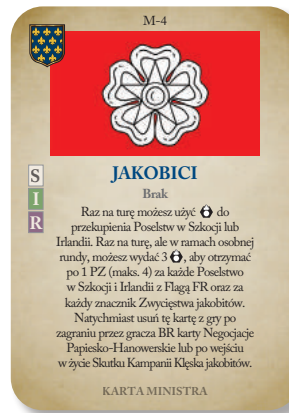 M-4
S
I
R
JAKOBICI
Brak
Raz na turę możesz użyć do
przekupienia Poselstw w Szkocji lub
Irlandii. Raz na turę, ale w ramach osobnej
rundy, możesz wydać 3, aby otrzymać
po 1 PZ (maks. 4) za każde Poselstwo
w Szkocji i Irlandii z Flagą FR oraz za
każdy znacznik Zwycięstwa jakobitów.
Natychmiast usuń tę kartę z gry po
zagraniu przez gracza BR karty Negocjacje
Papiesko-Hanowerskie lub po wejściu
w życie Skutku Kampanii Klęska jakobitów.
KARTA MINISTRA